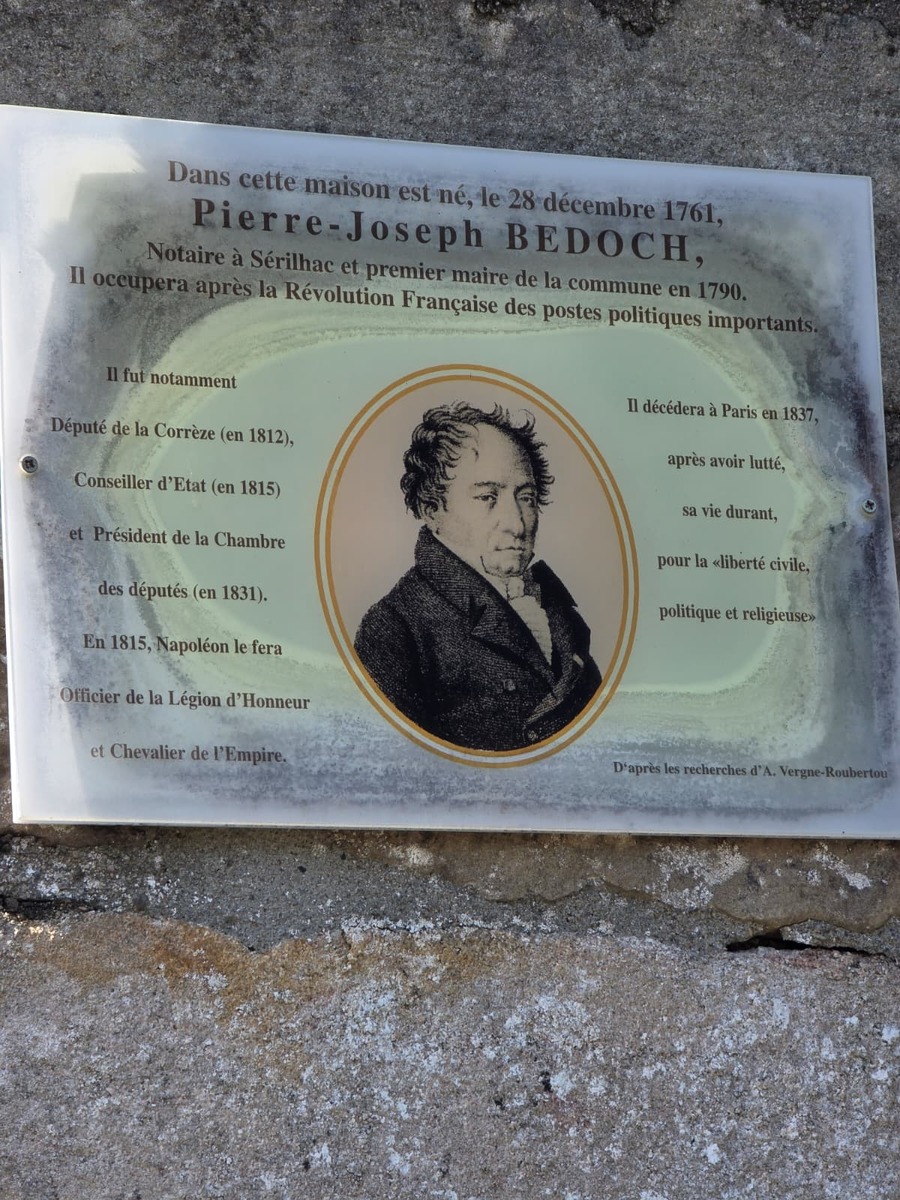 Dans cette maison est né, le 28 décembre 1761,
Pierre-Joseph BEDOCH,
Notaire à Sérilhac et premier maire de la commune en 1790.
Il occupera après la Révolution Française des postes politiques importants.
Il fut notamment
Député de la Corrèze (en 1812),
Conseiller d'Etat (en 1815)
et Président de la Chambre
des députés (en 1831).
En 1815, Napoléon le fera
Officier de la Légion d'Honneur
et Chevalier de l'Empire.
Il décédera à Paris en 1837,
après avoir lutté,
sa vie durant,
pour la «liberté civile,
politique et religieuse»
D'après les recherches d'A. Vergne-Roubertou